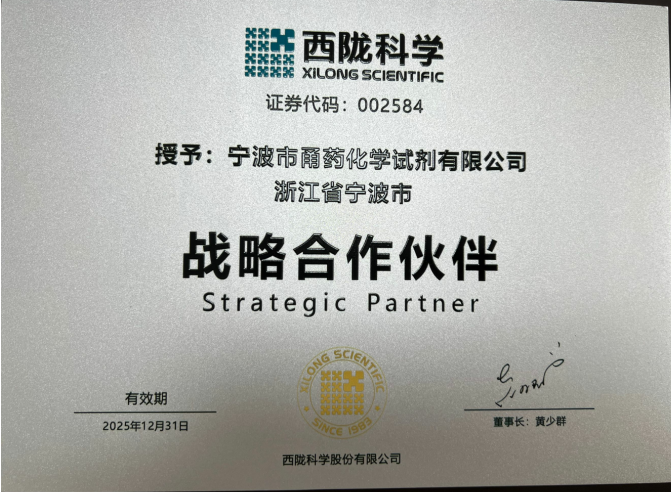 西陇科学
XILONG SCIENTIFIC
证券代码：002584
授予：宁波市甬药化学试剂有限公司
浙江省宁波市
战略合作伙伴
Strategic Partner
XILONG SCIENTIFIC
SINCE 1983
有效期
2025年12月31日
董事长：黄少群
西陇科学股份有限公司